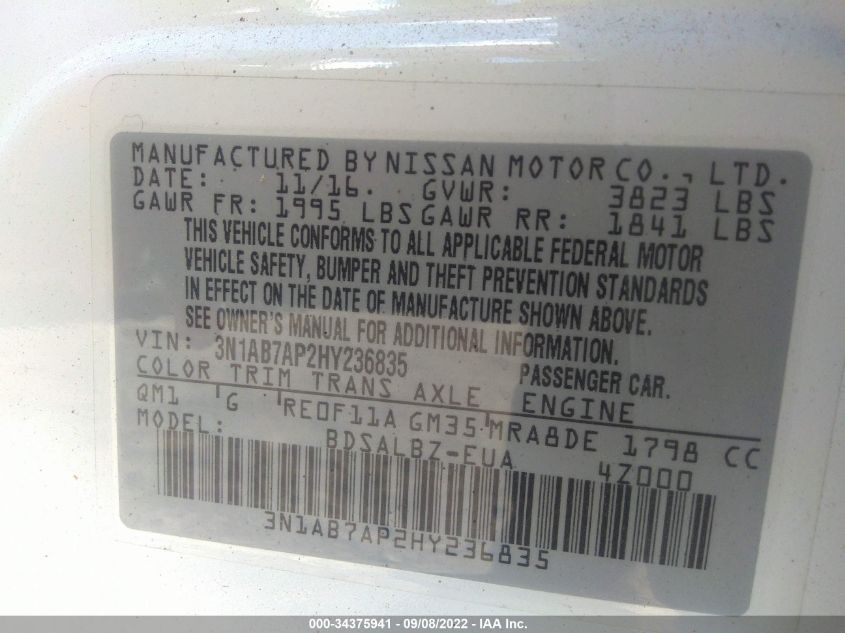 MANUFACTURED BY NISSAN MOTOR CO., LTD.
DATE: 11/16. GVWR: 3823 LBS
GAWR FR: 1995 LBS GAWR RR: 1841 LBS
THIS VEHICLE CONFORMS TO ALL APPLICABLE FEDERAL MOTOR
VEHICLE SAFETY, BUMPER AND THEFT PREVENTION STANDARDS
IN EFFECT ON THE DATE OF MANUFACTURE SHOWN ABOVE.
SEE OWNER'S MANUAL FOR ADDITIONAL INFORMATION.
VIN: 3N1AB7AP2HY236835 PASSENGER CAR.
COLOR TRIM TRANS AXLE ENGINE
QM1 G RE0F11A GM35 MRA8DE 1798 CC
MODEL: BDSALBZ-EUA 4Z000
3N1AB7AP2HY236835
000-34375941 - 09/08/2022 - IAA Inc.